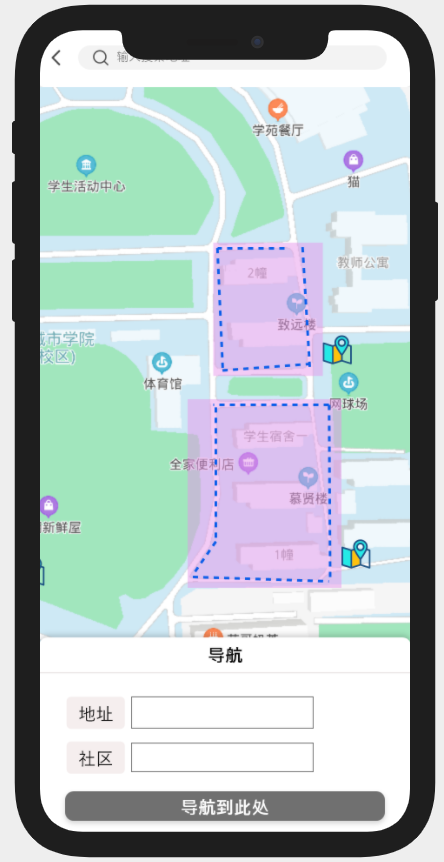 学苑餐厅
学生活动中心
猫
教师公寓
2幢
致远楼
城市学院
校区)
体育馆
网球场
学生宿舍一
全家便利店
慕贤楼
新鲜屋
1幢
导航
地址
社区
导航到此处